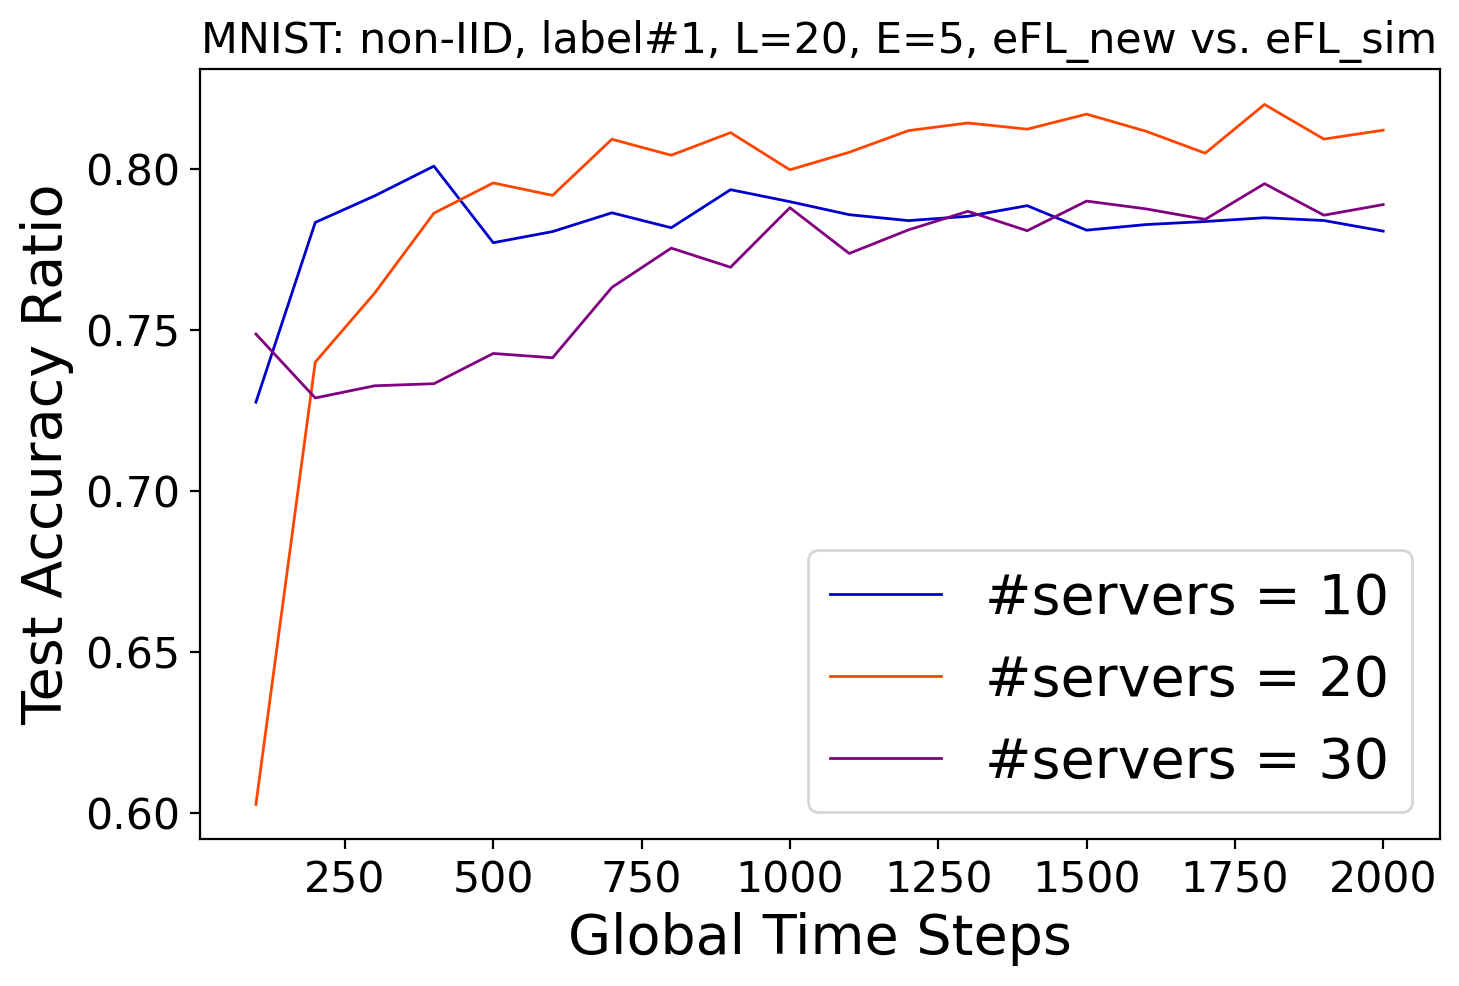 MNIST: non-IID, label#1, L=20, E=5, eFL_new vs. eFL_sim
Test Accuracy Ratio
0.80
0.75
0.70
0.65
0.60
#servers = 10
#servers = 20
#servers = 30
250 500 750 1000 1250 1500 1750 2000
Global Time Steps